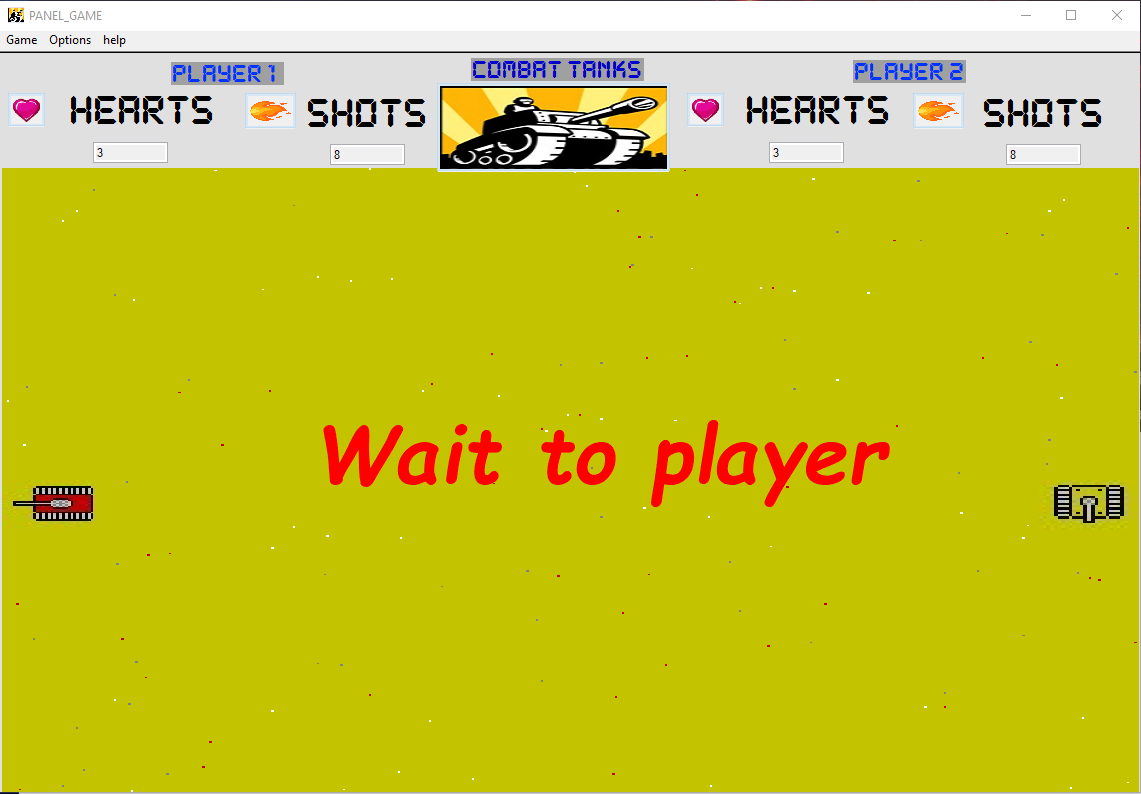 PANEL_GAME
Game Options help
PLAYER 1 COMBAT TANKS PLAYER 2
HEARTS SHOTS HEARTS SHOTS
3 8 3 8
Wait to player